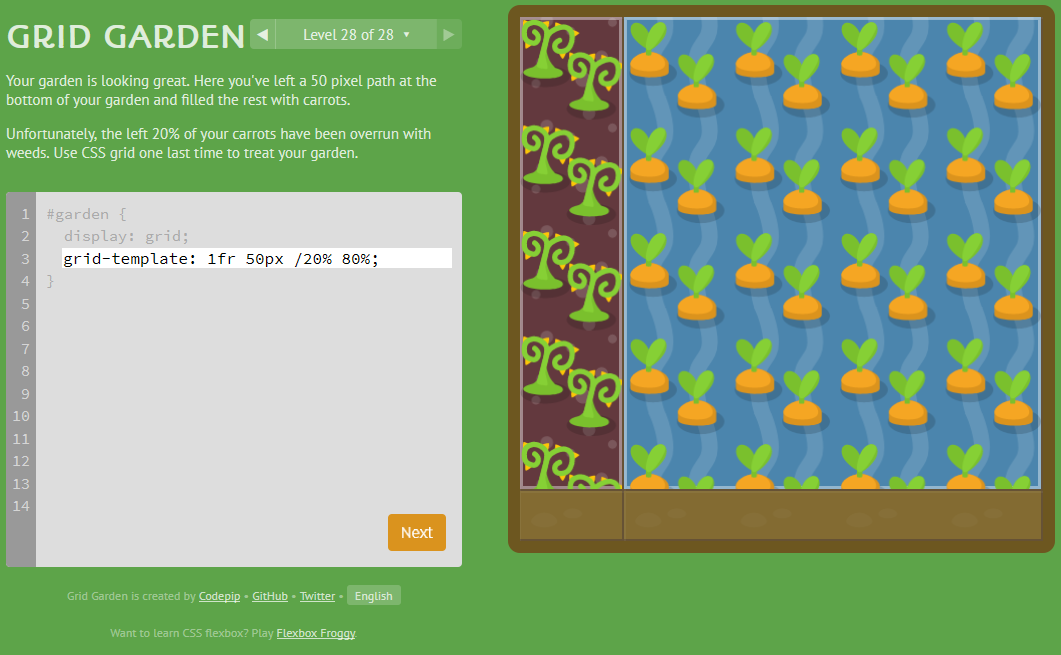 GRID GARDEN
◀ Level 28 of 28 ▾ ▶
Your garden is looking great. Here you've left a 50 pixel path at the
bottom of your garden and filled the rest with carrots.
Unfortunately, the left 20% of your carrots have been overrun with
weeds. Use CSS grid one last time to treat your garden.
1 #garden {
2 display: grid;
3 grid-template: 1fr 50px /20% 80%;
4 }
5
6
7
8
9
10
11
12
13
14
Next
Grid Garden is created by Codepip • GitHub • Twitter • English
Want to learn CSS flexbox? Play Flexbox Froggy.